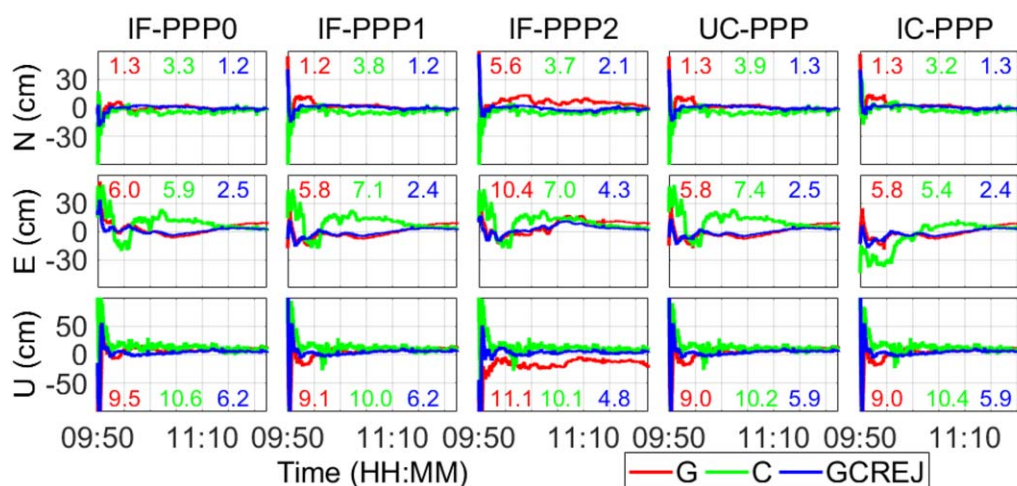 IF-PPP0 IF-PPP1 IF-PPP2 UC-PPP IC-PPP
N (cm) 30 0 -30
1.3 3.3 1.2 1.2 3.8 1.2 5.6 3.7 2.1 1.3 3.9 1.3 1.3 3.2 1.3
E (cm) 30 0 -30
6.0 5.9 2.5 5.8 7.1 2.4 10.4 7.0 4.3 5.8 7.4 2.5 5.8 5.4 2.4
U (cm) 50 0 -50
9.5 10.6 6.2 9.1 10.0 6.2 11.1 10.1 4.8 9.0 10.2 5.9 9.0 10.4 5.9
09:50 11:10 09:50 11:10 09:50 11:10 09:50 11:10 09:50 11:10
Time (HH:MM) G C GCREJ